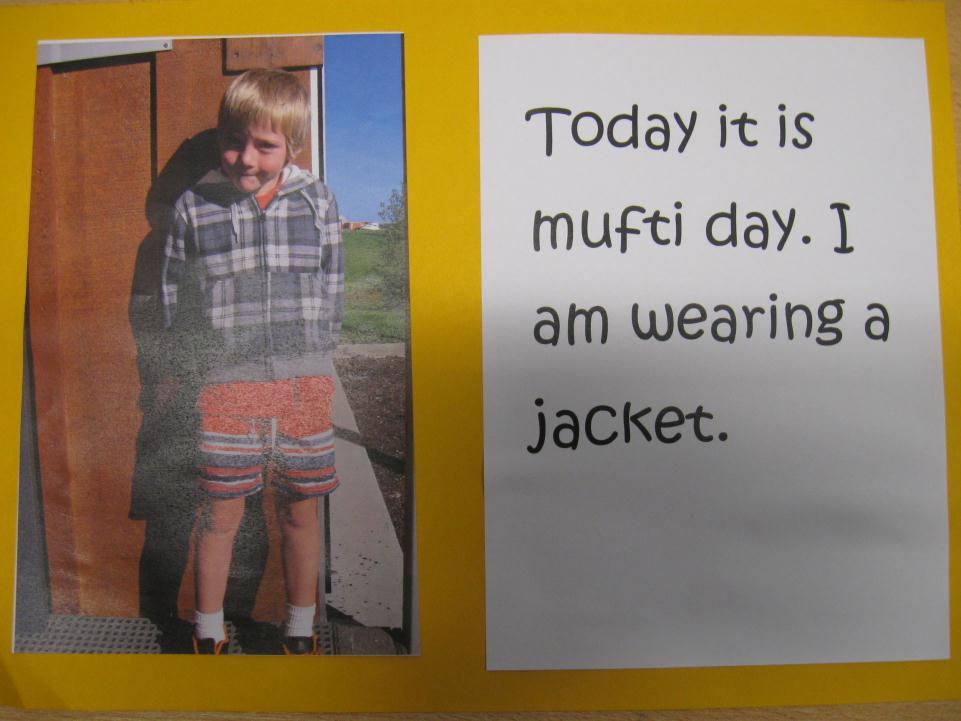 Today it is
mufti day. I
am wearing a
jacket.